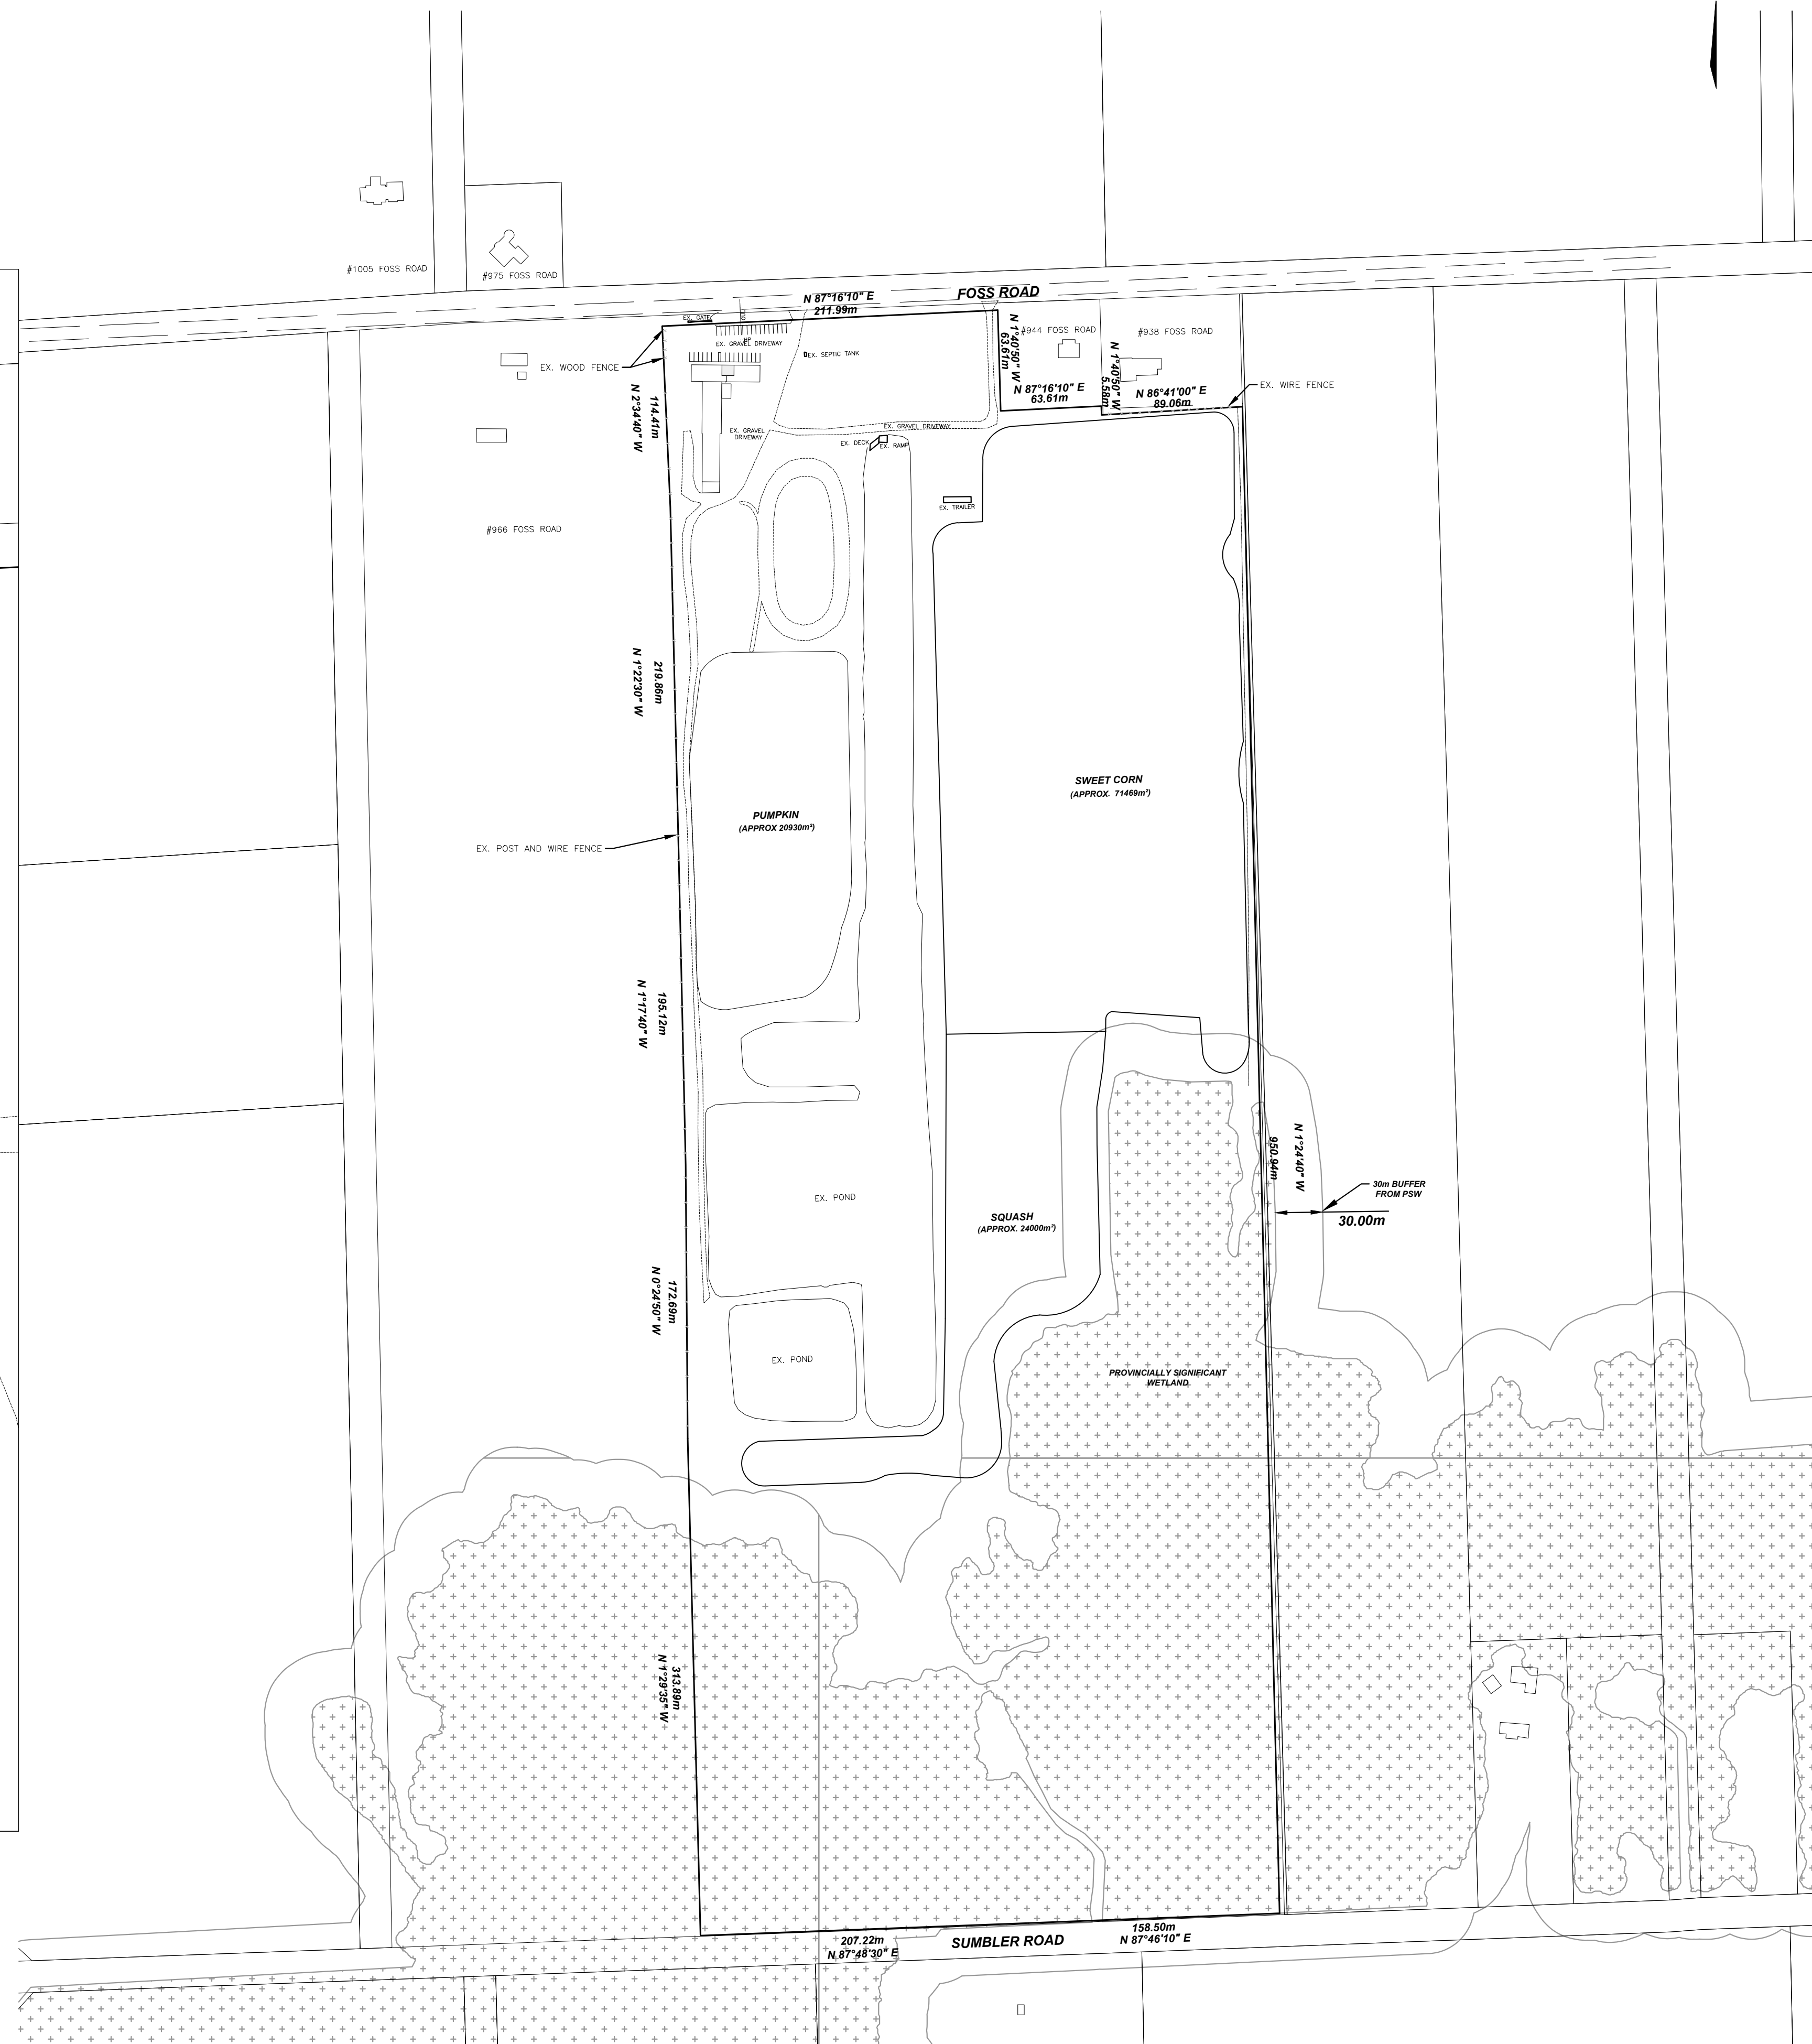 #1005 FOSS ROAD
#975 FOSS ROAD
N 87°16'10" E
211.99m
FOSS ROAD
EX. GATE
HP
EX. GRAVEL DRIVEWAY
EX. SEPTIC TANK
EX. WOOD FENCE
N 1°40'50" W
63.61m
#944 FOSS ROAD
#938 FOSS ROAD
N 87°16'10" E
63.61m
N 1°40'50" W
5.58m
N 86°41'00" E
89.06m
EX. WIRE FENCE
114.41m
N 2°34'40" W
EX. GRAVEL
DRIVEWAY
EX. GRAVEL DRIVEWAY
EX. DECK
EX. RAMP
EX. TRAILER
#966 FOSS ROAD
219.86m
N 1°22'30" W
SWEET CORN
(APPROX. 71469m²)
PUMPKIN
(APPROX 20930m²)
EX. POST AND WIRE FENCE
195.12m
N 1°17'40" W
N 1°24'40" W
950.94m
30m BUFFER
FROM PSW
30.00m
EX. POND
SQUASH
(APPROX. 24000m²)
172.69m
N 0°24'50" W
EX. POND
PROVINCIALLY SIGNIFICANT
WETLAND
313.89m
N 1°29'35" W
207.22m
N 87°48'30" E
SUMBLER ROAD
158.50m
N 87°46'10" E